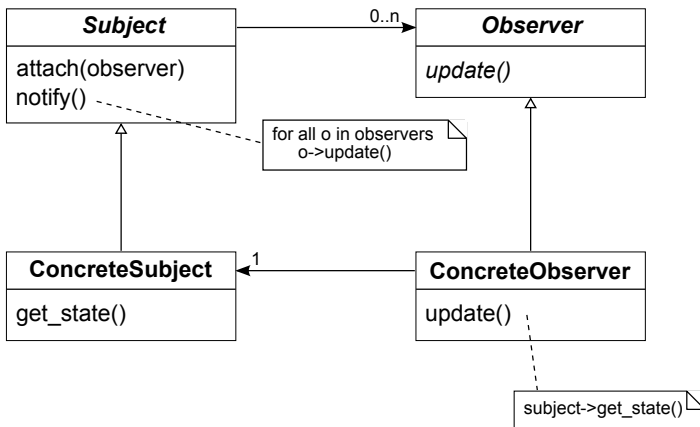 Subject
0..n
Observer
attach(observer)
notify()
update()
for all o in observers
o->update()
ConcreteSubject
1
ConcreteObserver
get_state()
update()
subject->get_state()